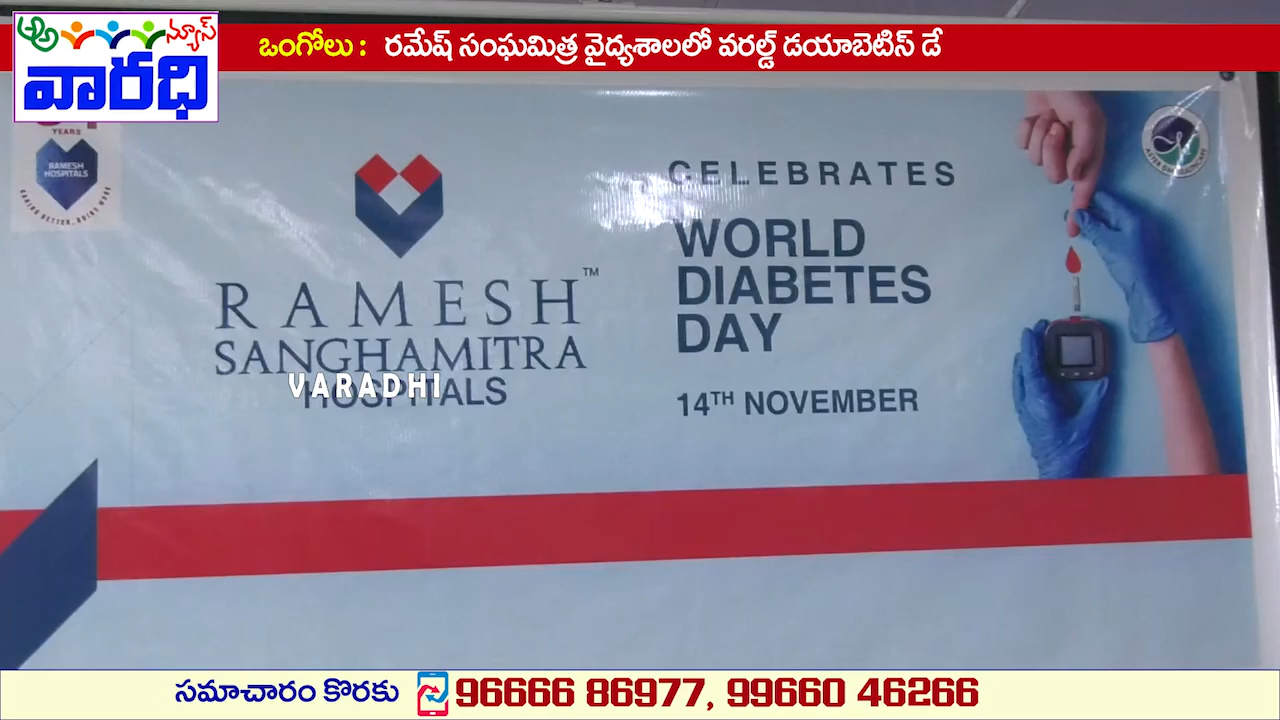 న్యూస్
వారధి
ఒంగోలు : రమేష్ సంఘమిత్ర వైద్యశాలలో వరల్డ్ డయాబెటిస్ డే
YEARS
RAMESH
HOSPITALS
RAMESH™
SANGHAMITRA
HOSPITALS
VARADHI
CELEBRATES
WORLD
DIABETES
DAY
14TH NOVEMBER
సమాచారం కొరకు 96666 86977, 99660 46266